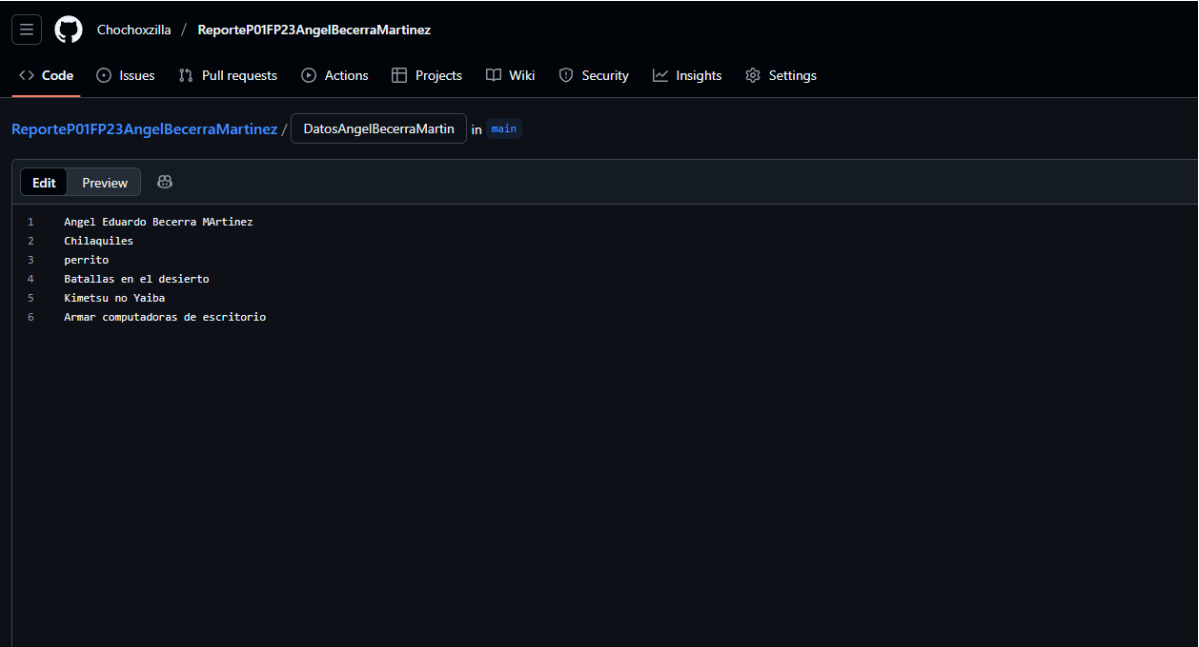 Chochoxzilla / ReporteP01FP23AngelBecerraMartinez
Code Issues Pull requests Actions Projects Wiki Security Insights Settings
ReporteP01FP23AngelBecerraMartinez / DatosAngelBecerraMartin in main
Edit Preview
1 Angel Eduardo Becerra MArtinez
2 Chilaquiles
3 perrito
4 Batallas en el desierto
5 Kimetsu no Yaiba
6 Armar computadoras de escritorio